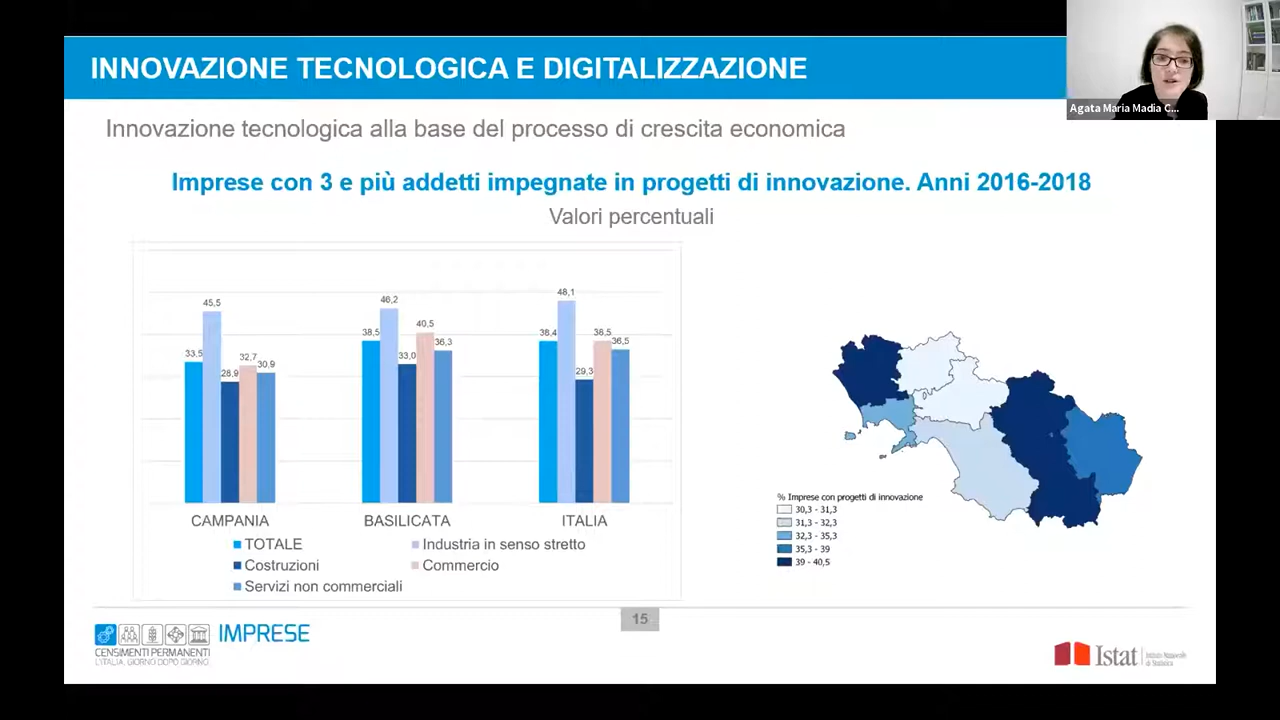 INNOVAZIONE TECNOLOGICA E DIGITALIZZAZIONE
Agata Maria Madia C...
Innovazione tecnologica alla base del processo di crescita economica
Imprese con 3 e più addetti impegnate in progetti di innovazione. Anni 2016-2018
Valori percentuali
33,5
45,5
28,9
32,7
30,9
38,5
46,2
33,0
40,5
36,3
38,4
48,1
29,3
38,5
36,5
CAMPANIA
BASILICATA
ITALIA
TOTALE
Industria in senso stretto
Costruzioni
Commercio
Servizi non commerciali
% Imprese con progetti di innovazione
30,3 - 31,3
31,3 - 32,3
32,3 - 35,3
35,3 - 39
39 - 40,5
15
IMPRESE
CENSIMENTI PERMANENTI
L'ITALIA, GIORNO DOPO GIORNO.
Istat
Istituto Nazionale
di Statistica